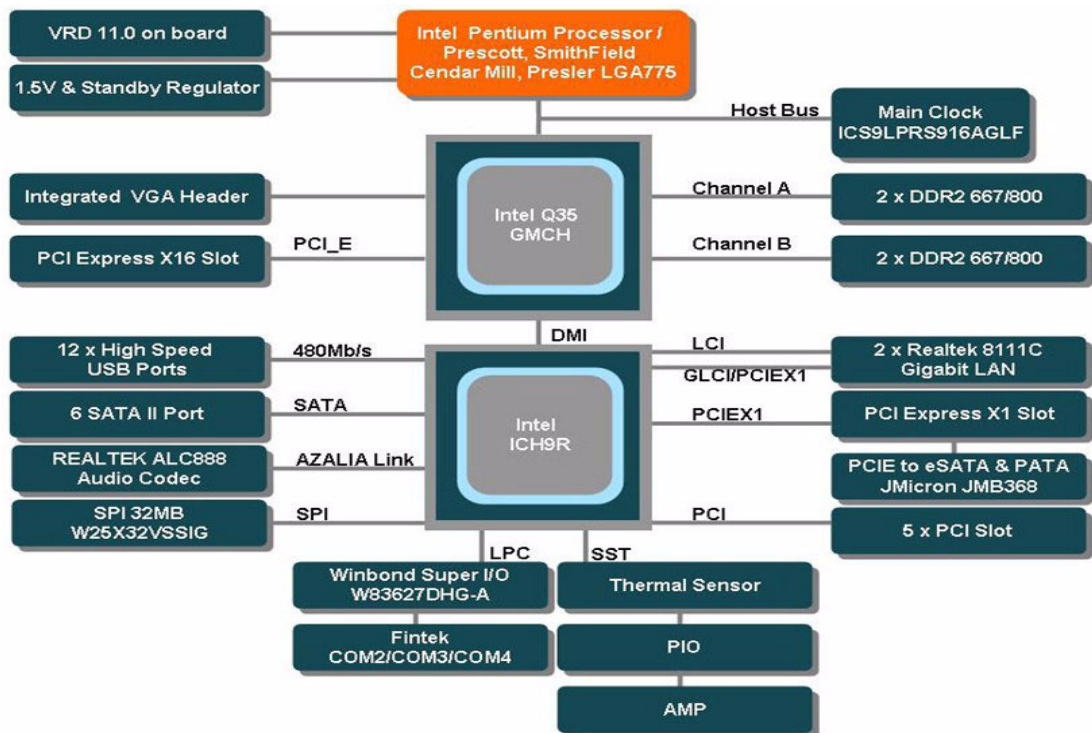 VRD 11.0 on board
1.5V & Standby Regulator
Intel Pentium Processor /
Prescott, SmithField
Cendar Mill, Presler LGA775
Host Bus
Main Clock
ICS9LPRS916AGLF
Integrated VGA Header
PCI Express X16 Slot
PCI_E
Intel Q35
GMCH
Channel A
2 x DDR2 667/800
Channel B
2 x DDR2 667/800
DMI
12 x High Speed
USB Ports
480Mb/s
6 SATA II Port
SATA
REALTEK ALC888
Audio Codec
AZALIA Link
SPI 32MB
W25X32VSSIG
SPI
Intel
ICH9R
LCI
GLCI/PCIEX1
2 x Realtek 8111C
Gigabit LAN
PCIEX1
PCI Express X1 Slot
PCIE to eSATA & PATA
JMicron JMB368
PCI
5 x PCI Slot
LPC
Winbond Super I/O
W83627DHG-A
Fintek
COM2/COM3/COM4
SST
Thermal Sensor
PIO
AMP